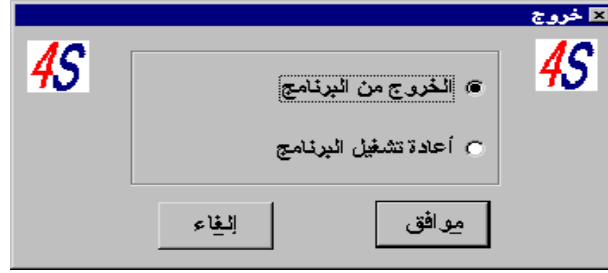 خروج
4S
4S
الخروج من البرنامج
أعادة تشغيل البرنامج
موافق
إلغاء